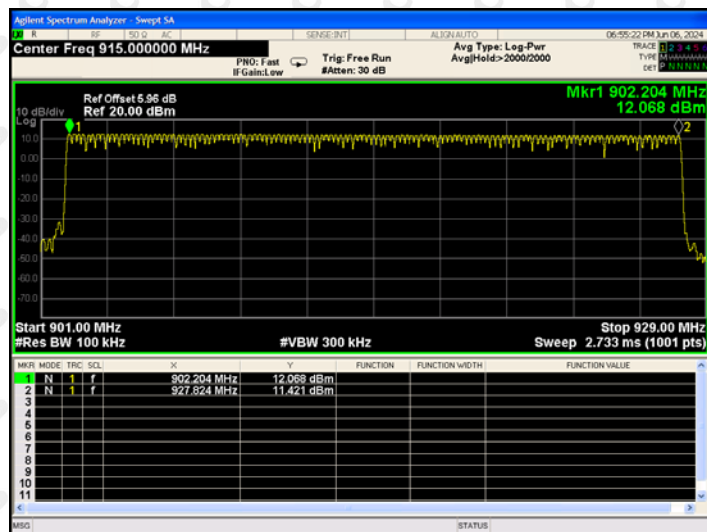 Agilent Spectrum Analyzer - Swept SA
R RF 50 Ω AC SENSE:INT ALIGN AUTO 06:55:22 PM Jun 06, 2024
Center Freq 915.000000 MHz
Avg Type: Log-Pwr
TRACE 1 2 3 4 5 6
PNO: Fast Trig: Free Run Avg|Hold:>2000/2000
TYPE M
IFGain:Low #Atten: 30 dB
DET P N N N N N
Mkr1 902.204 MHz
12.068 dBm
Ref Offset 5.96 dB
10 dB/div Ref 20.00 dBm
Log
1
2
10.0
0.00
-10.0
-20.0
-30.0
-40.0
-50.0
-60.0
-70.0
Start 901.00 MHz Stop 929.00 MHz
#Res BW 100 kHz #VBW 300 kHz Sweep 2.733 ms (1001 pts)
MKR MODE TRC SCL X Y FUNCTION FUNCTION WIDTH FUNCTION VALUE
1 N 1 f 902.204 MHz 12.068 dBm
2 N 1 f 927.824 MHz 11.421 dBm
3
4
5
6
7
8
9
10
11
MSG STATUS